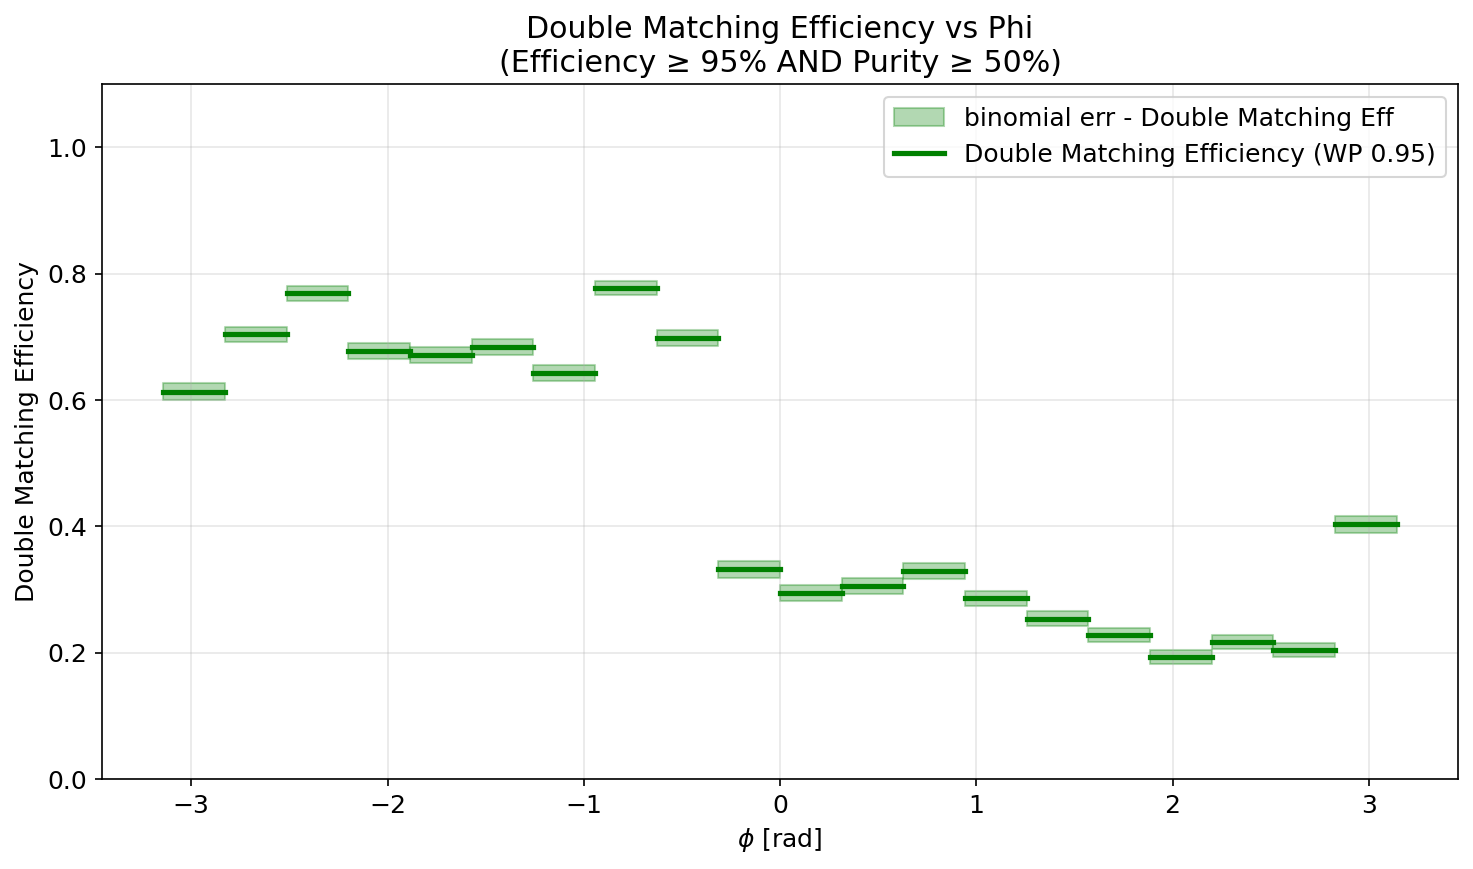 Double Matching Efficiency vs Phi
(Efficiency ≥ 95% AND Purity ≥ 50%)
binomial err - Double Matching Eff
Double Matching Efficiency (WP 0.95)
Double Matching Efficiency
1.0
0.8
0.6
0.4
0.2
0.0
−3 −2 −1 0 1 2 3
ϕ [rad]